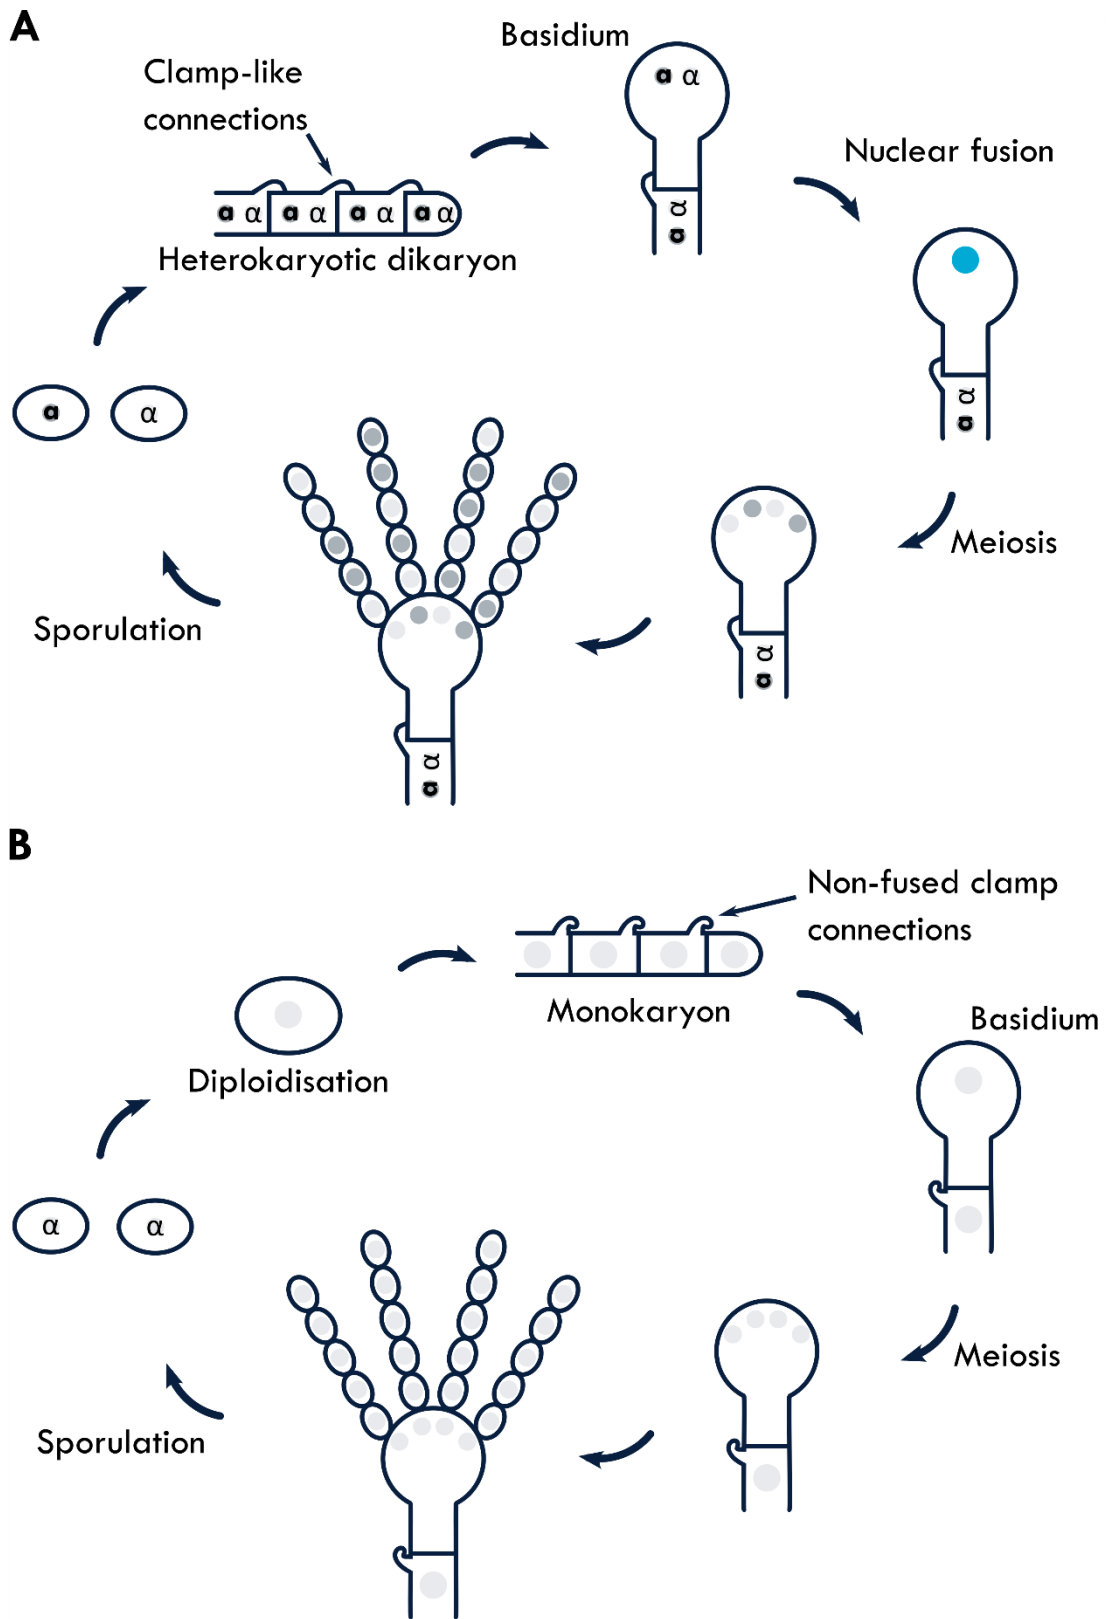 A
Basidium
Clamp-like
connections
a α
Nuclear fusion
a α a α a α a α
a α
Heterokaryotic dikaryon
a α
a α
Meiosis
Sporulation
a α
a α
B
Non-fused clamp
connections
Monokaryon
Basidium
Diploidisation
α α
Meiosis
Sporulation